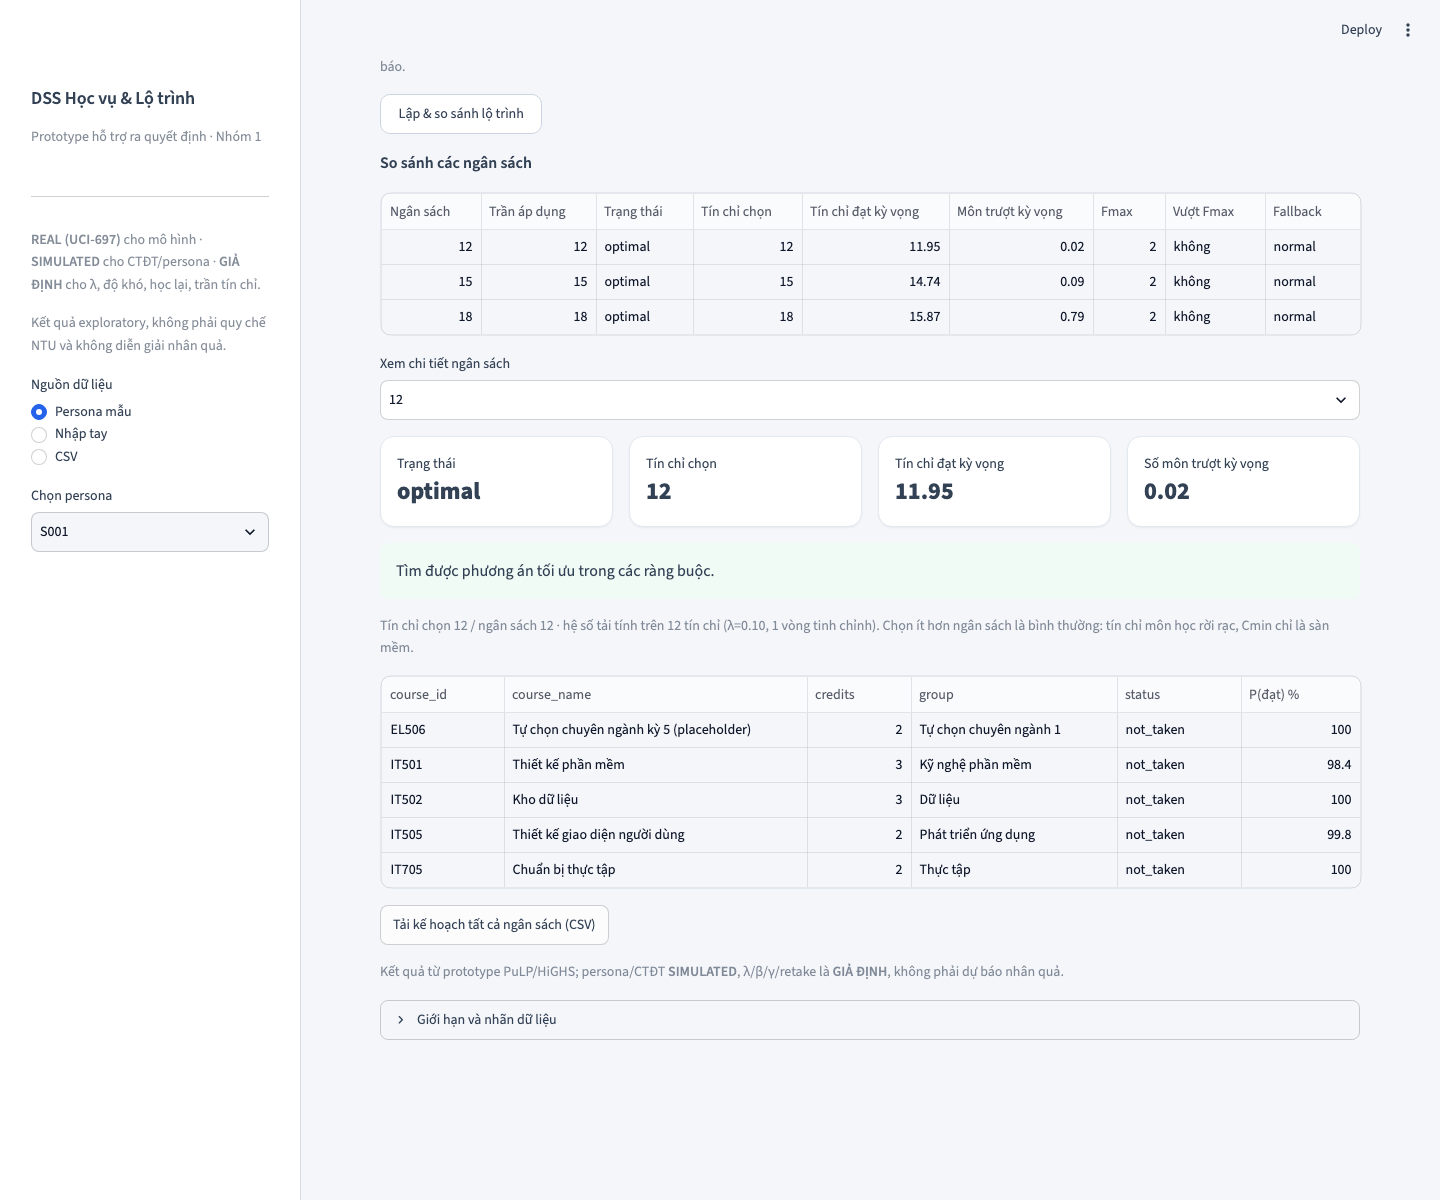 Deploy
DSS Học vụ & Lộ trình
Prototype hỗ trợ ra quyết định · Nhóm 1
REAL (UCI-697) cho mô hình ·
SIMULATED cho CTĐT/persona · GIẢ
ĐỊNH cho λ, độ khó, học lại, trần tín chỉ.
Kết quả exploratory, không phải quy chế
NTU và không diễn giải nhân quả.
Nguồn dữ liệu
Persona mẫu
Nhập tay
CSV
Chọn persona
S001
báo.
Lập & so sánh lộ trình
So sánh các ngân sách
Ngân sách Trần áp dụng Trạng thái Tín chỉ chọn Tín chỉ đạt kỳ vọng Môn trượt kỳ vọng Fmax Vượt Fmax Fallback
12 12 optimal 12 11.95 0.02 2 không normal
15 15 optimal 15 14.74 0.09 2 không normal
18 18 optimal 18 15.87 0.79 2 không normal
Xem chi tiết ngân sách
12
Trạng thái Tín chỉ chọn Tín chỉ đạt kỳ vọng Số môn trượt kỳ vọng
optimal 12 11.95 0.02
Tìm được phương án tối ưu trong các ràng buộc.
Tín chỉ chọn 12 / ngân sách 12 · hệ số tải tính trên 12 tín chỉ (λ=0.10, 1 vòng tinh chỉnh). Chọn ít hơn ngân sách là bình thường: tín chỉ môn học rời rạc, Cmin chỉ là sàn
mềm.
course_id course_name credits group status P(đạt) %
EL506 Tự chọn chuyên ngành kỳ 5 (placeholder) 2 Tự chọn chuyên ngành 1 not_taken 100
IT501 Thiết kế phần mềm 3 Kỹ nghệ phần mềm not_taken 98.4
IT502 Kho dữ liệu 3 Dữ liệu not_taken 100
IT505 Thiết kế giao diện người dùng 2 Phát triển ứng dụng not_taken 99.8
IT705 Chuẩn bị thực tập 2 Thực tập not_taken 100
Tải kế hoạch tất cả ngân sách (CSV)
Kết quả từ prototype PuLP/HiGHS; persona/CTĐT SIMULATED, λ/β/γ/retake là GIẢ ĐỊNH, không phải dự báo nhân quả.
Giới hạn và nhãn dữ liệu